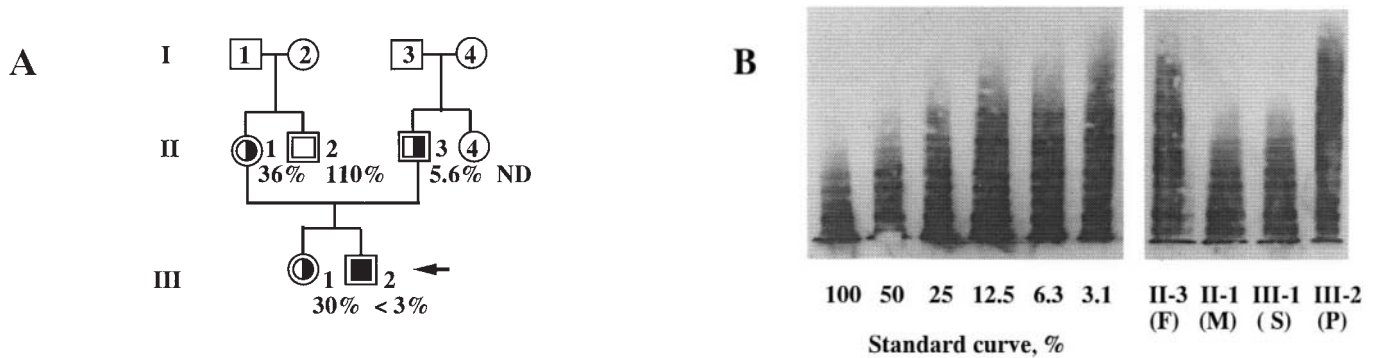 A
B
I
1
2
3
4
II
1
2
3
4
36%
110%
5.6%
ND
III
1
2
30%
< 3%
100 50 25 12.5 6.3 3.1
Standard curve, %
II-3 II-1 III-1 III-2
(F) (M) ( S) (P)